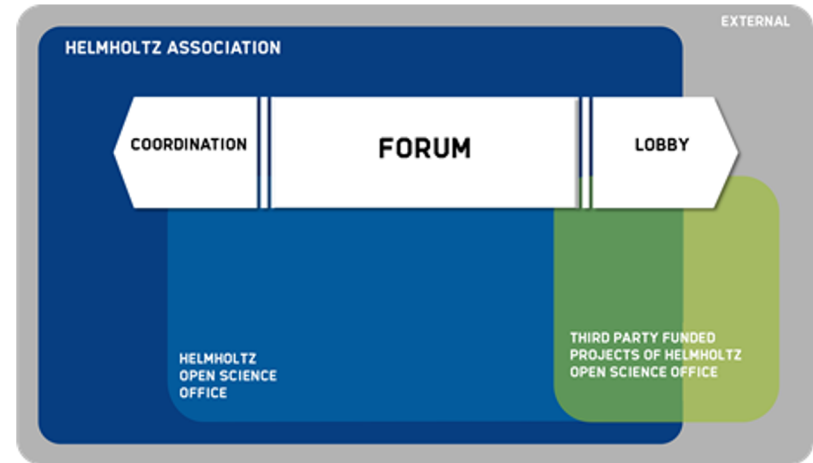 EXTERNAL
HELMHOLTZ ASSOCIATION
COORDINATION
FORUM
LOBBY
HELMHOLTZ
OPEN SCIENCE
OFFICE
THIRD PARTY FUNDED
PROJECTS OF HELMHOLTZ
OPEN SCIENCE OFFICE